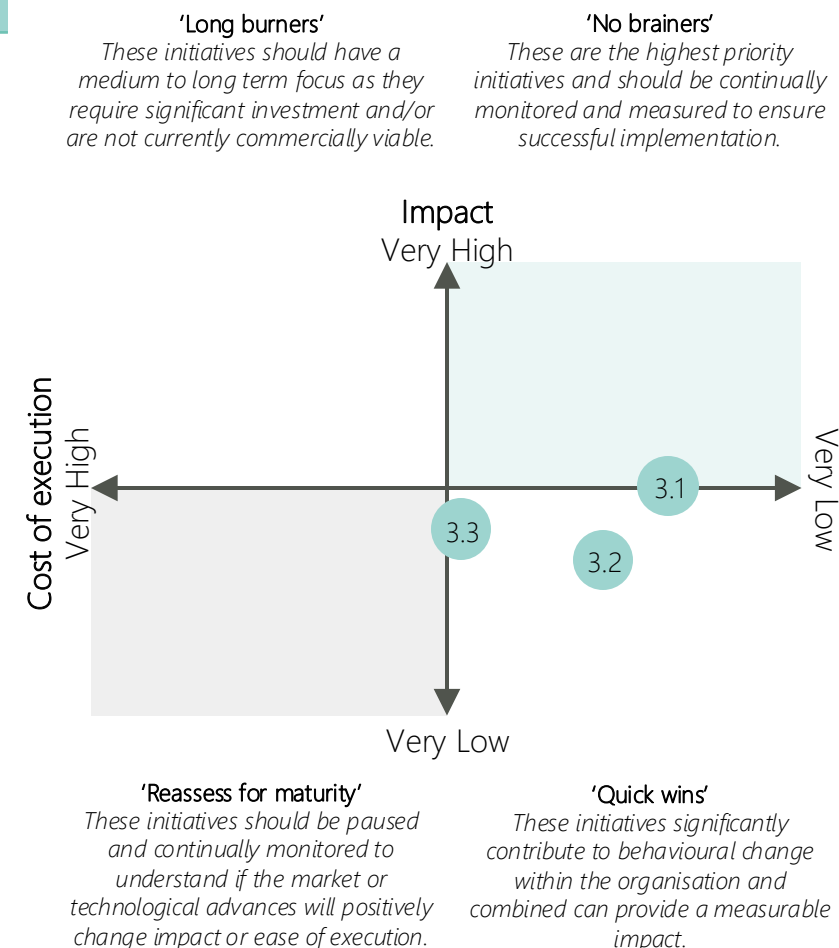 ‘Long burners’
These initiatives should have a
medium to long term focus as they
require significant investment and/or
are not currently commercially viable.
‘No brainers’
These are the highest priority
initiatives and should be continually
monitored and measured to ensure
successful implementation.
Impact
Very High
Cost of execution
Very High
Very Low
3.1
3.3
3.2
Very Low
‘Reassess for maturity’
These initiatives should be paused
and continually monitored to
understand if the market or
technological advances will positively
change impact or ease of execution.
‘Quick wins’
These initiatives significantly
contribute to behavioural change
within the organisation and
combined can provide a measurable
impact.